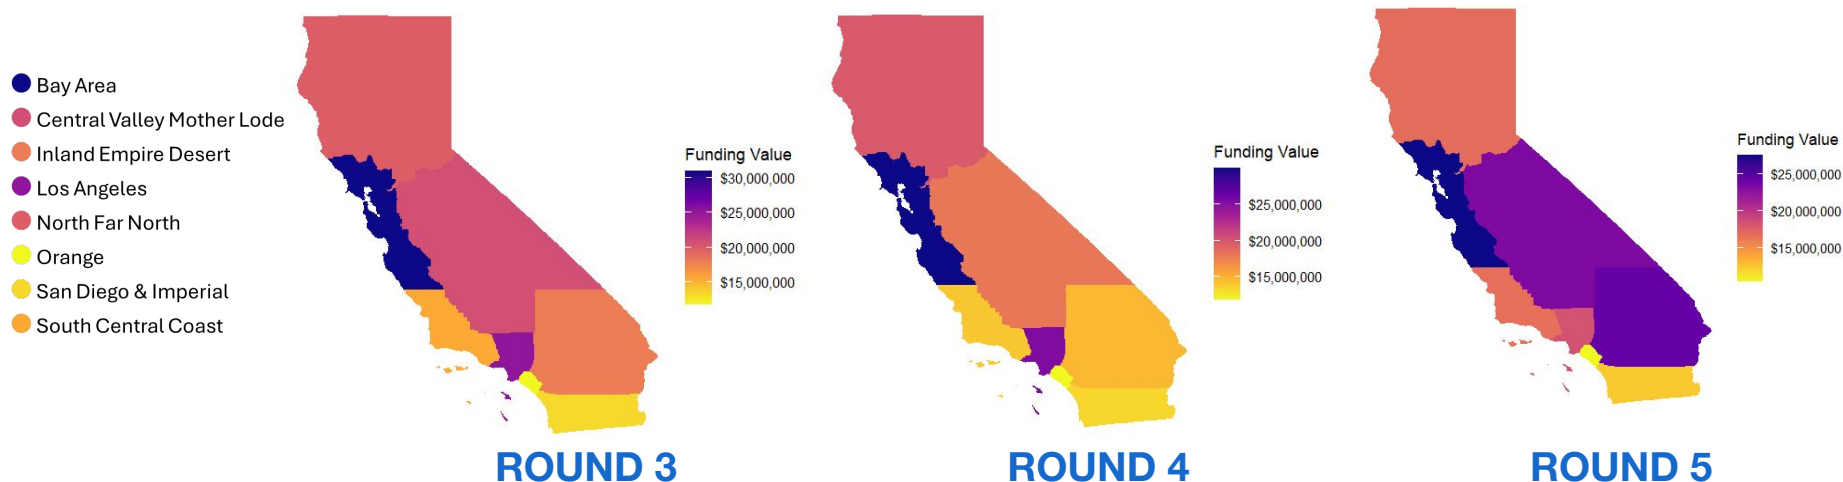 Bay Area
Central Valley Mother Lode
Inland Empire Desert
Los Angeles
North Far North
Orange
San Diego & Imperial
South Central Coast
Funding Value
$30,000,000
$25,000,000
$20,000,000
$15,000,000
ROUND 3
Funding Value
$25,000,000
$20,000,000
$15,000,000
ROUND 4
Funding Value
$25,000,000
$20,000,000
$15,000,000
ROUND 5